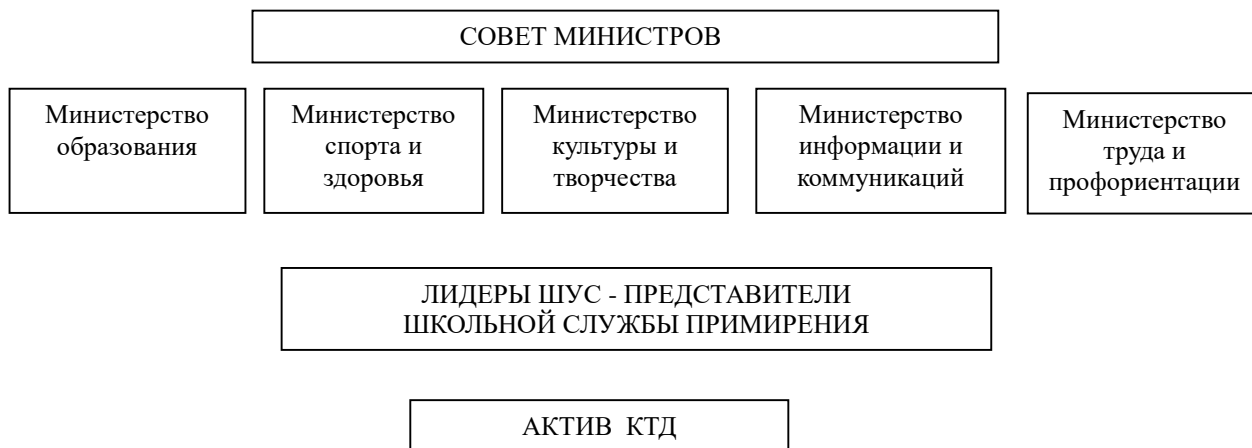 СОВЕТ МИНИСТРОВ
Министерство
образования
Министерство
спорта и
здоровья
Министерство
культуры и
творчества
Министерство
информации и
коммуникаций
Министерство
труда и
профориентации
ЛИДЕРЫ ШУС - ПРЕДСТАВИТЕЛИ
ШКОЛЬНОЙ СЛУЖБЫ ПРИМИРЕНИЯ
АКТИВ КТД